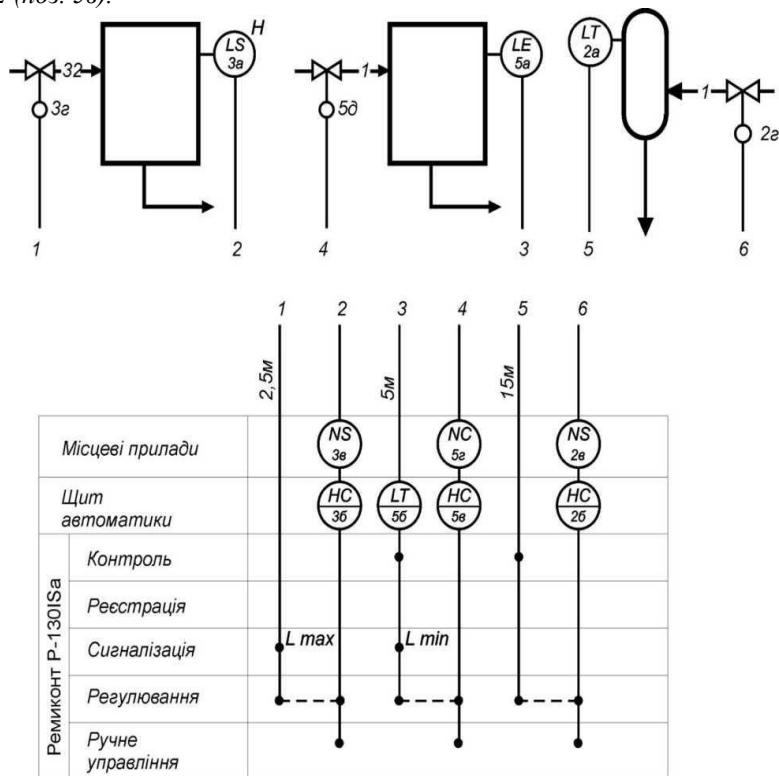 2 (поз. 5в).
LS
3а
H
32
3г
1
2
LE
5а
1
5д
4
3
LT
2а
1
2г
5
6
1
2
3
4
5
6
2,5м
5м
15м
Місцеві прилади
NS
3в
NC
5г
NS
2в
Щит
автоматики
HC
3б
LT
5б
HC
5в
HC
2б
Ремиконт Р-130ISa
Контроль
Реєстрація
Сигналізація
L max
L min
Регулювання
Ручне
управління